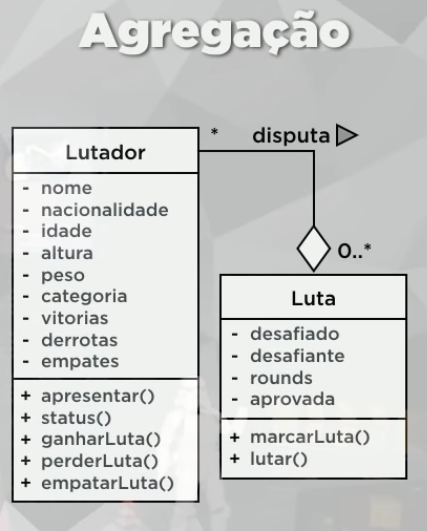 Agregação
* disputa
Lutador
- nome
- nacionalidade
- idade
- altura
- peso
- categoria
- vitorias
- derrotas
- empates
+ apresentar()
+ status()
+ ganharLuta()
+ perderLuta()
+ empatarLuta()
0..*
Luta
- desafiado
- desafiante
- rounds
- aprovada
+ marcarLuta()
+ lutar()